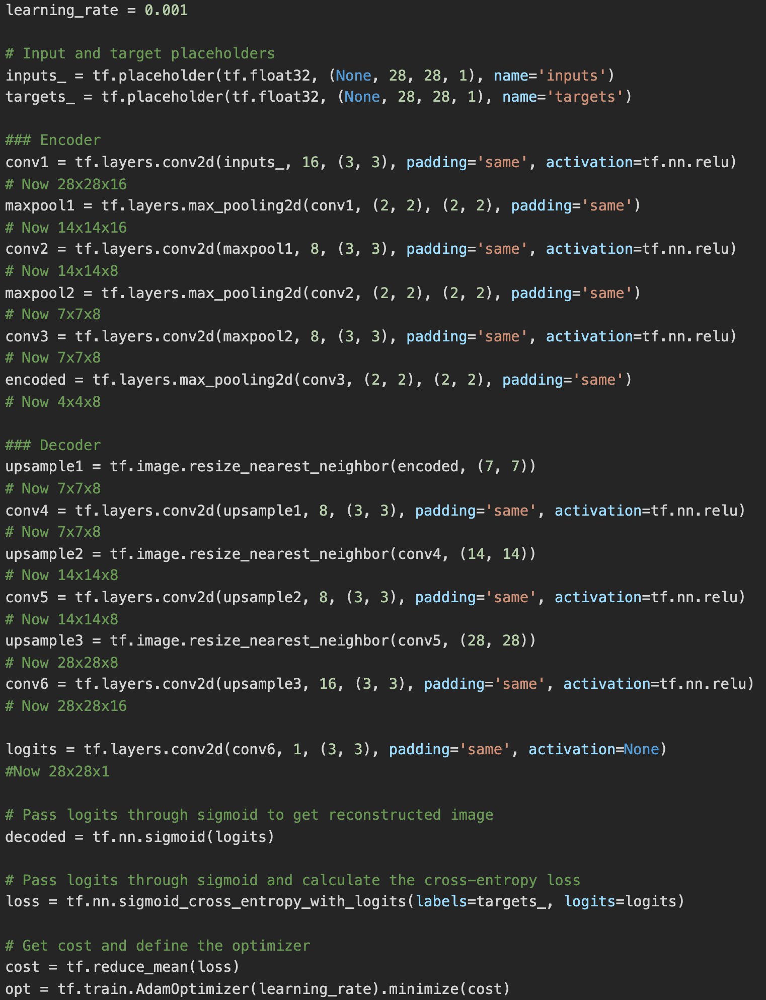 learning_rate = 0.001
# Input and target placeholders
inputs_ = tf.placeholder(tf.float32, (None, 28, 28, 1), name='inputs')
targets_ = tf.placeholder(tf.float32, (None, 28, 28, 1), name='targets')
### Encoder
conv1 = tf.layers.conv2d(inputs_, 16, (3, 3), padding='same', activation=tf.nn.relu)
# Now 28x28x16
maxpool1 = tf.layers.max_pooling2d(conv1, (2, 2), (2, 2), padding='same')
# Now 14x14x16
conv2 = tf.layers.conv2d(maxpool1, 8, (3, 3), padding='same', activation=tf.nn.relu)
# Now 14x14x8
maxpool2 = tf.layers.max_pooling2d(conv2, (2, 2), (2, 2), padding='same')
# Now 7x7x8
conv3 = tf.layers.conv2d(maxpool2, 8, (3, 3), padding='same', activation=tf.nn.relu)
# Now 7x7x8
encoded = tf.layers.max_pooling2d(conv3, (2, 2), (2, 2), padding='same')
# Now 4x4x8
### Decoder
upsample1 = tf.image.resize_nearest_neighbor(encoded, (7, 7))
# Now 7x7x8
conv4 = tf.layers.conv2d(upsample1, 8, (3, 3), padding='same', activation=tf.nn.relu)
# Now 7x7x8
upsample2 = tf.image.resize_nearest_neighbor(conv4, (14, 14))
# Now 14x14x8
conv5 = tf.layers.conv2d(upsample2, 8, (3, 3), padding='same', activation=tf.nn.relu)
# Now 14x14x8
upsample3 = tf.image.resize_nearest_neighbor(conv5, (28, 28))
# Now 28x28x8
conv6 = tf.layers.conv2d(upsample3, 16, (3, 3), padding='same', activation=tf.nn.relu)
# Now 28x28x16
logits = tf.layers.conv2d(conv6, 1, (3, 3), padding='same', activation=None)
#Now 28x28x1
# Pass logits through sigmoid to get reconstructed image
decoded = tf.nn.sigmoid(logits)
# Pass logits through sigmoid and calculate the cross-entropy loss
loss = tf.nn.sigmoid_cross_entropy_with_logits(labels=targets_, logits=logits)
# Get cost and define the optimizer
cost = tf.reduce_mean(loss)
opt = tf.train.AdamOptimizer(learning_rate).minimize(cost)